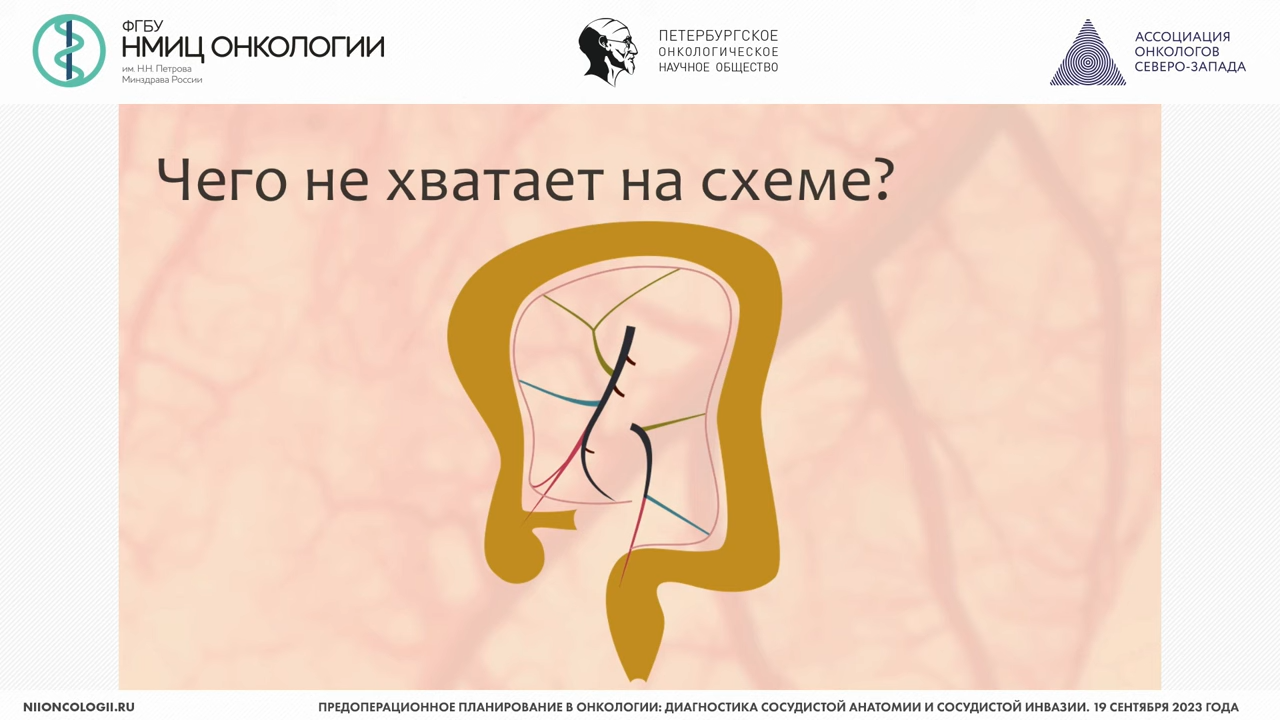 ФГБУ
НМИЦ ОНКОЛОГИИ
им. Н.Н. Петрова
Минздрава России
ПЕТЕРБУРГСКОЕ
ОНКОЛОГИЧЕСКОЕ
НАУЧНОЕ ОБЩЕСТВО
АССОЦИАЦИЯ
ОНКОЛОГОВ
СЕВЕРО-ЗАПАДА
Чего не хватает на схеме?
NIIONCOLOGII.RU
ПРЕДОПЕРАЦИОННОЕ ПЛАНИРОВАНИЕ В ОНКОЛОГИИ: ДИАГНОСТИКА СОСУДИСТОЙ АНАТОМИИ И СОСУДИСТОЙ ИНВАЗИИ. 19 СЕНТЯБРЯ 2023 ГОДА